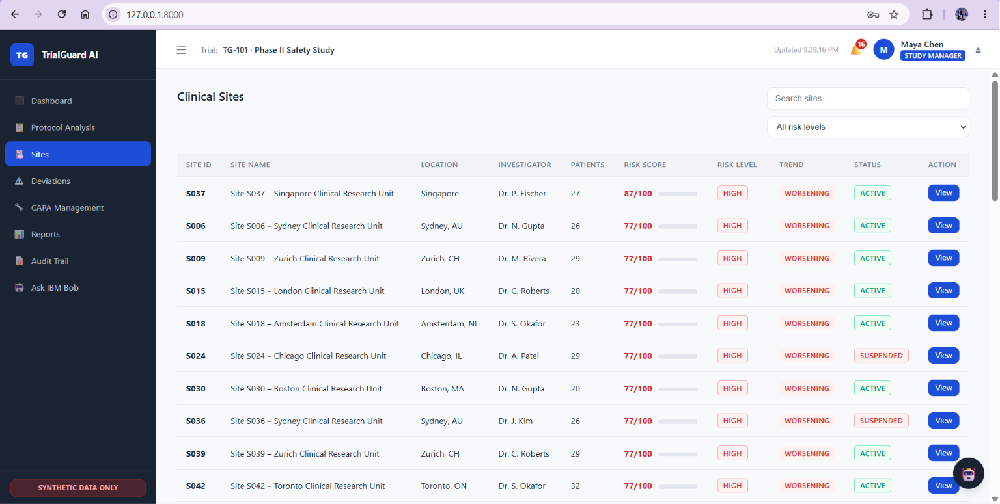 127.0.0.1:8000
TG TrialGuard AI
Trial: TG-101 · Phase II Safety Study
Updated 9:29:16 PM
16
M
Maya Chen
STUDY MANAGER
Dashboard
Protocol Analysis
Sites
Deviations
CAPA Management
Reports
Audit Trail
Ask IBM Bob
SYNTHETIC DATA ONLY
Clinical Sites
Search sites...
All risk levels
SITE ID SITE NAME LOCATION INVESTIGATOR PATIENTS RISK SCORE RISK LEVEL TREND STATUS ACTION
S037 Site S037 – Singapore Clinical Research Unit Singapore Dr. P. Fischer 27 87/100 HIGH WORSENING ACTIVE View
S006 Site S006 – Sydney Clinical Research Unit Sydney, AU Dr. N. Gupta 26 77/100 HIGH WORSENING ACTIVE View
S009 Site S009 – Zurich Clinical Research Unit Zurich, CH Dr. M. Rivera 29 77/100 HIGH WORSENING ACTIVE View
S015 Site S015 – London Clinical Research Unit London, UK Dr. C. Roberts 20 77/100 HIGH WORSENING ACTIVE View
S018 Site S018 – Amsterdam Clinical Research Unit Amsterdam, NL Dr. S. Okafor 23 77/100 HIGH WORSENING ACTIVE View
S024 Site S024 – Chicago Clinical Research Unit Chicago, IL Dr. A. Patel 29 77/100 HIGH WORSENING SUSPENDED View
S030 Site S030 – Boston Clinical Research Unit Boston, MA Dr. N. Gupta 20 77/100 HIGH WORSENING ACTIVE View
S036 Site S036 – Sydney Clinical Research Unit Sydney, AU Dr. J. Kim 26 77/100 HIGH WORSENING SUSPENDED View
S039 Site S039 – Zurich Clinical Research Unit Zurich, CH Dr. C. Roberts 29 77/100 HIGH WORSENING ACTIVE View
S042 Site S042 – Toronto Clinical Research Unit Toronto, ON Dr. S. Okafor 32 77/100 HIGH WORSENING ACTIVE View